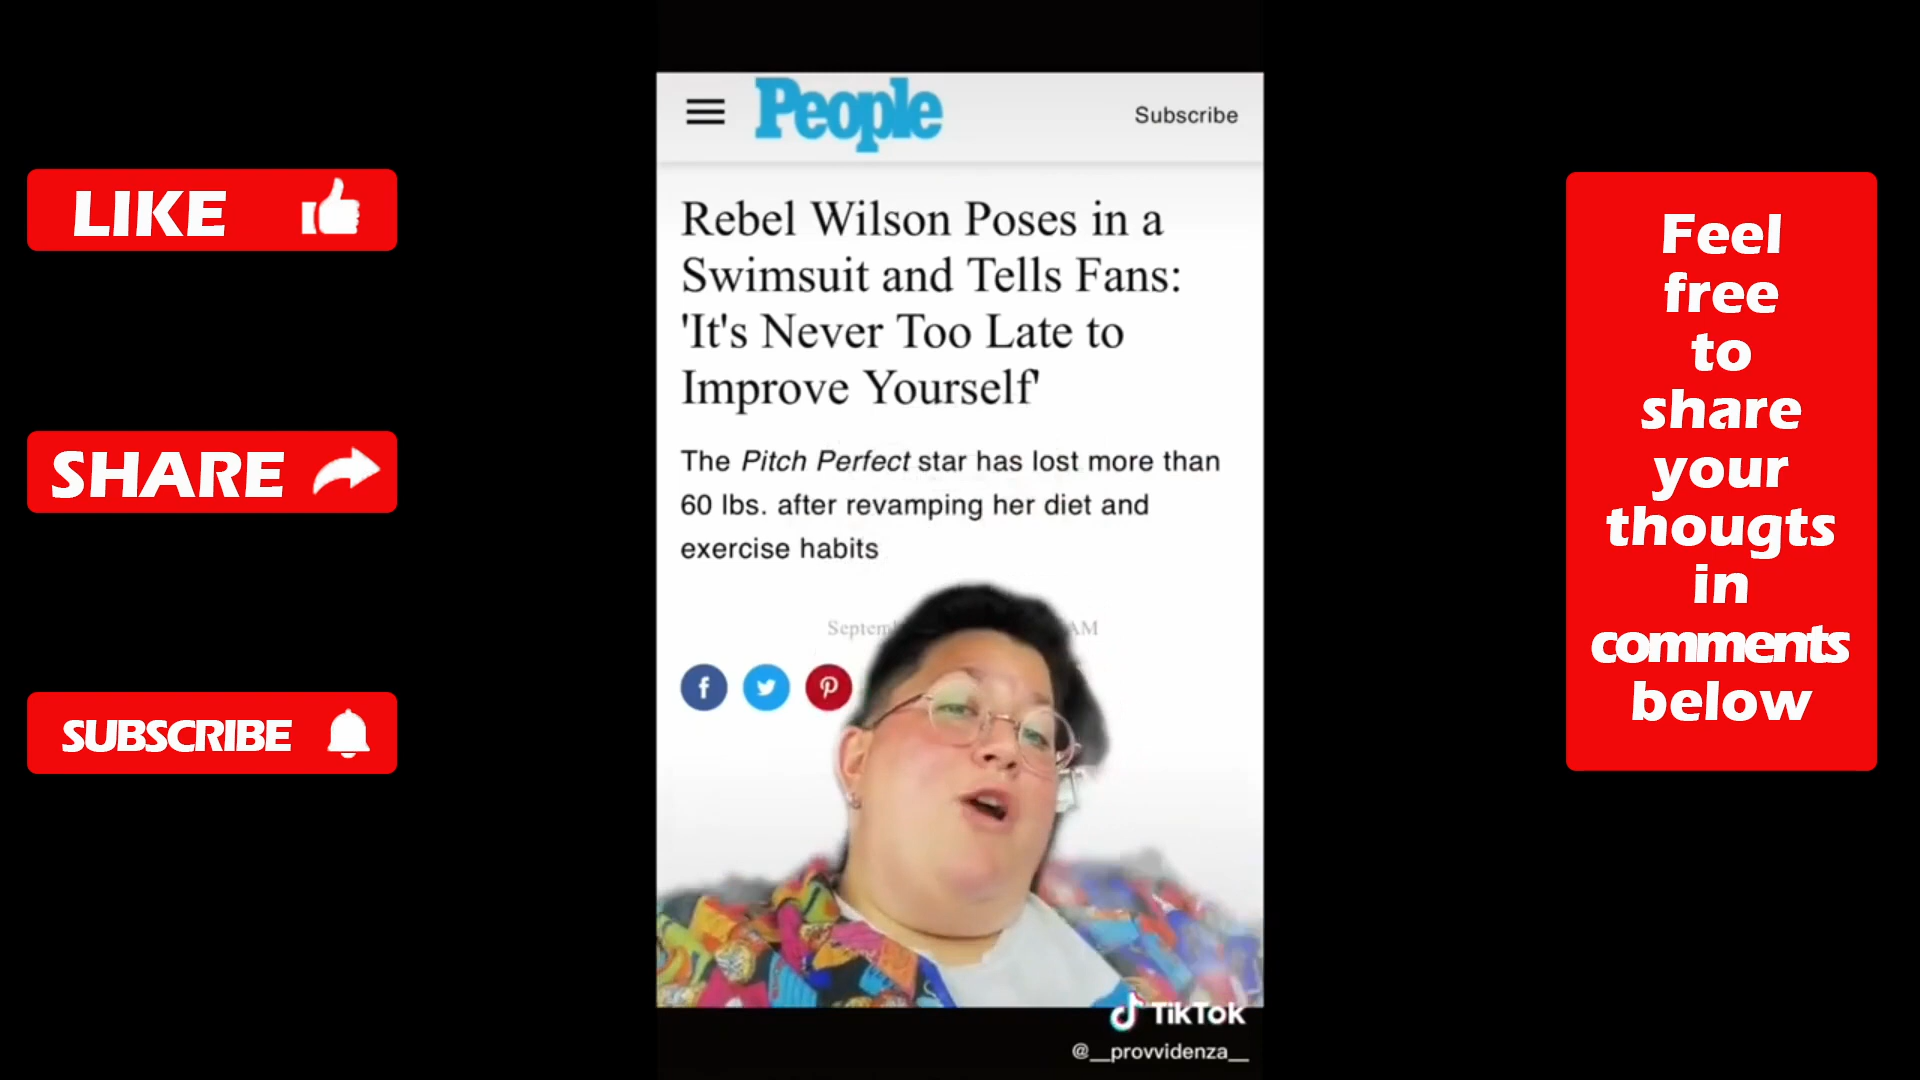 LIKE
SHARE
SUBSCRIBE
People
Subscribe
Rebel Wilson Poses in a
Swimsuit and Tells Fans:
'It's Never Too Late to
Improve Yourself'
The Pitch Perfect star has lost more than
60 lbs. after revamping her diet and
exercise habits
AM
TikTok
@__provvidenza__
Feel
free
to
share
your
thougts
in
comments
below